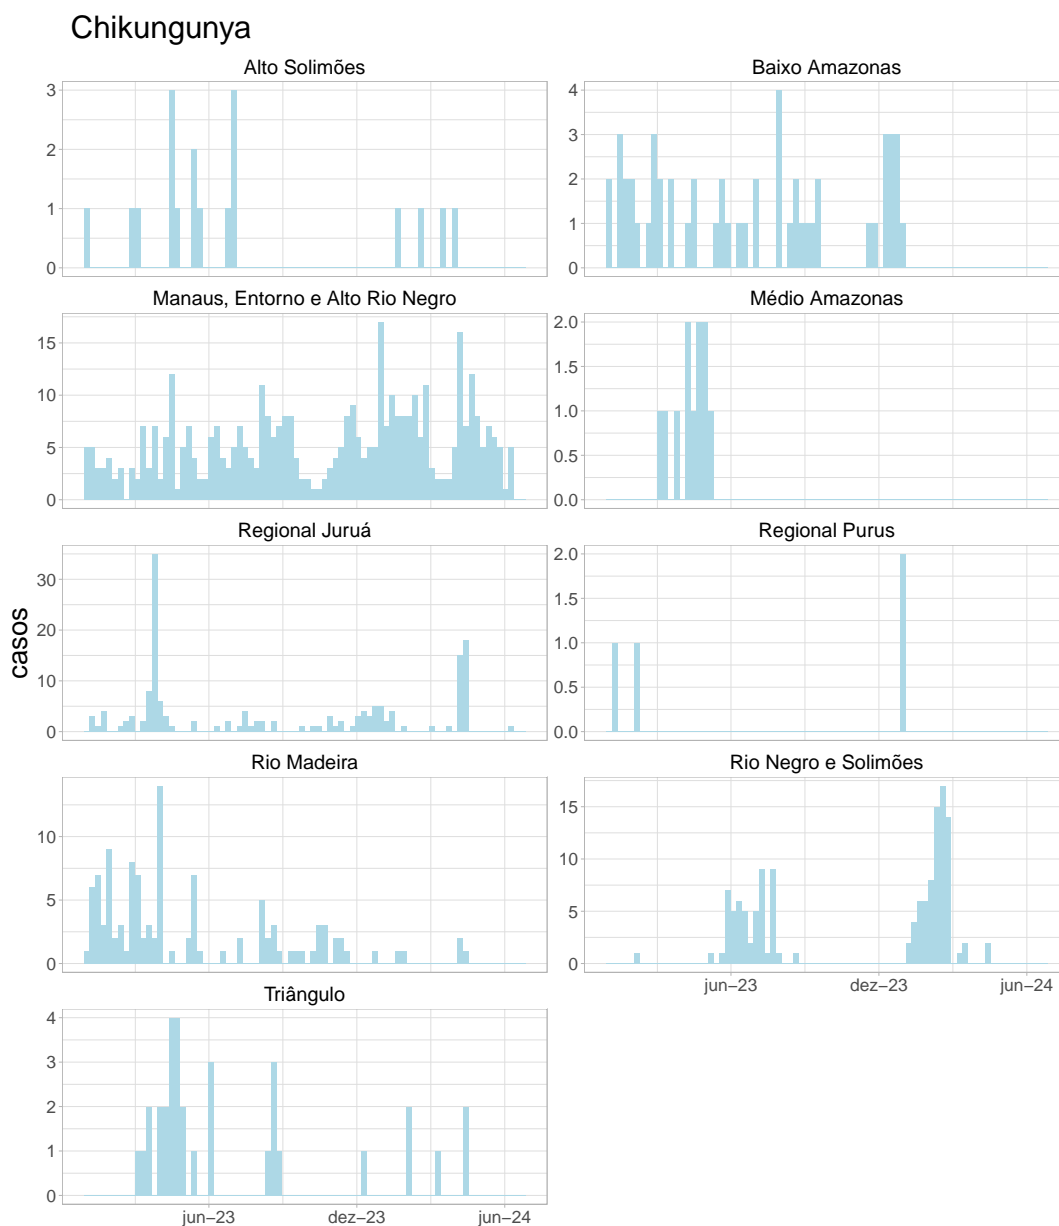 Chikungunya
Alto Solimões
Baixo Amazonas
3
2
1
0
4
3
2
1
0
Manaus, Entorno e Alto Rio Negro
Médio Amazonas
15
10
5
0
2.0
1.5
1.0
0.5
0.0
casos
Regional Juruá
Regional Purus
30
20
10
0
2.0
1.5
1.0
0.5
0.0
Rio Madeira
Rio Negro e Solimões
10
5
0
15
10
5
0
jun−23
dez−23
jun−24
Triângulo
4
3
2
1
0
jun−23
dez−23
jun−24